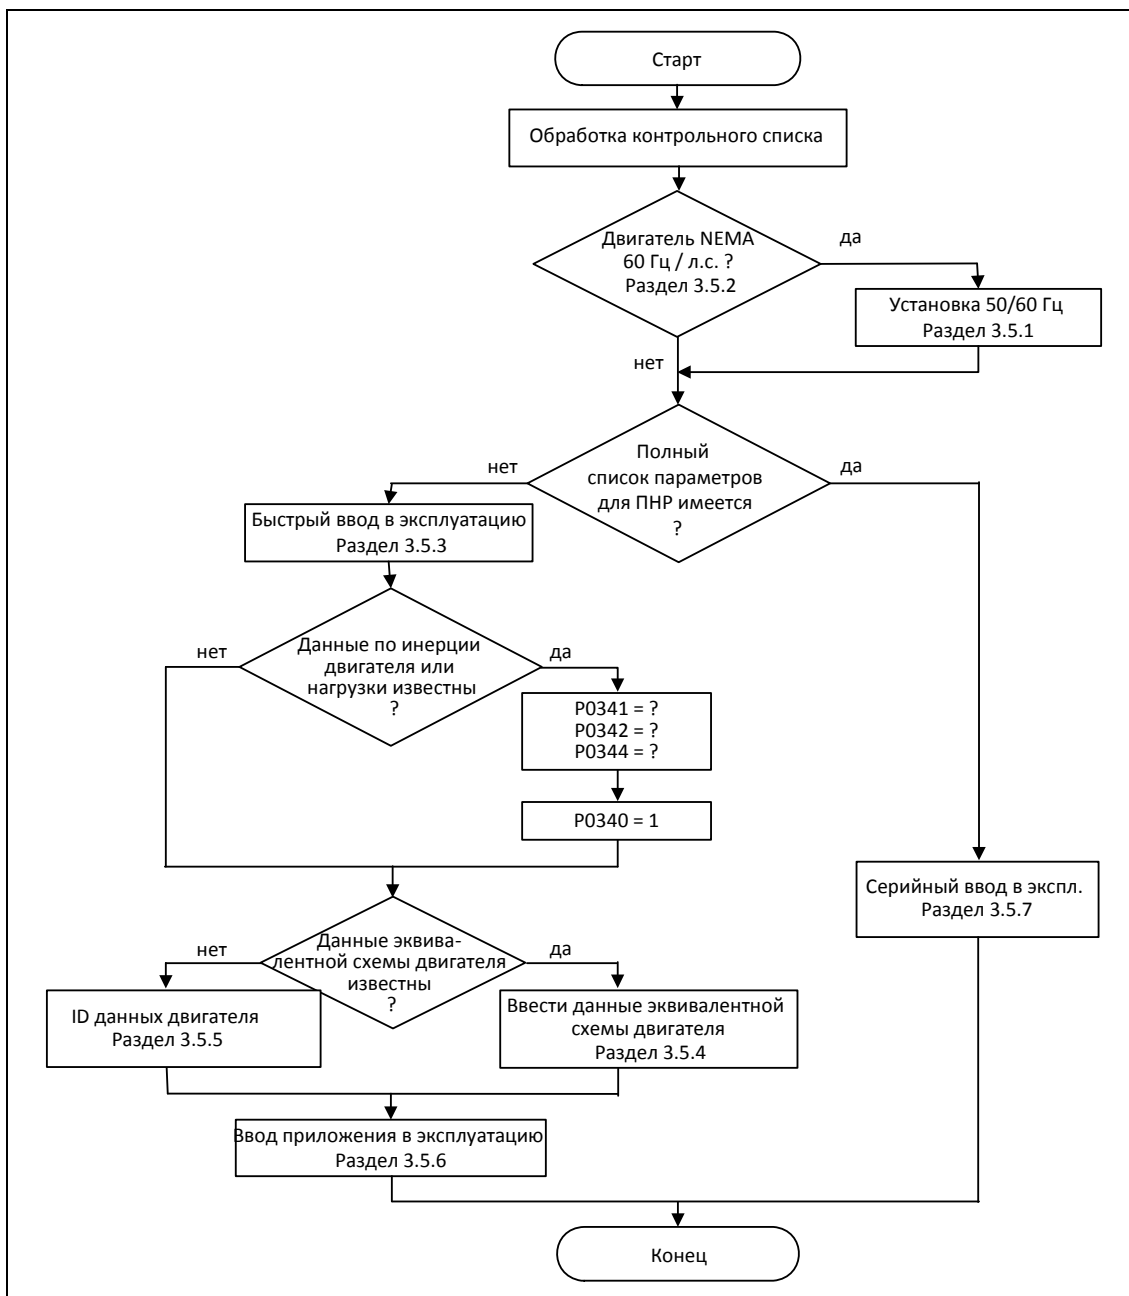 Старт
Обработка контрольного списка
Двигатель NEMA
60 Гц / л.с. ?
Раздел 3.5.2
да
Установка 50/60 Гц
Раздел 3.5.1
нет
Полный
список параметров
для ПНР имеется
?
нет
да
Быстрый ввод в эксплуатацию
Раздел 3.5.3
Данные по инерции
двигателя или
нагрузки известны
?
нет
да
P0341 = ?
P0342 = ?
P0344 = ?
P0340 = 1
Серийный ввод в экспл.
Раздел 3.5.7
Данные эквива-
лентной схемы двигателя
известны
?
нет
да
ID данных двигателя
Раздел 3.5.5
Ввести данные эквивалентной
схемы двигателя
Раздел 3.5.4
Ввод приложения в эксплуатацию
Раздел 3.5.6
Конец